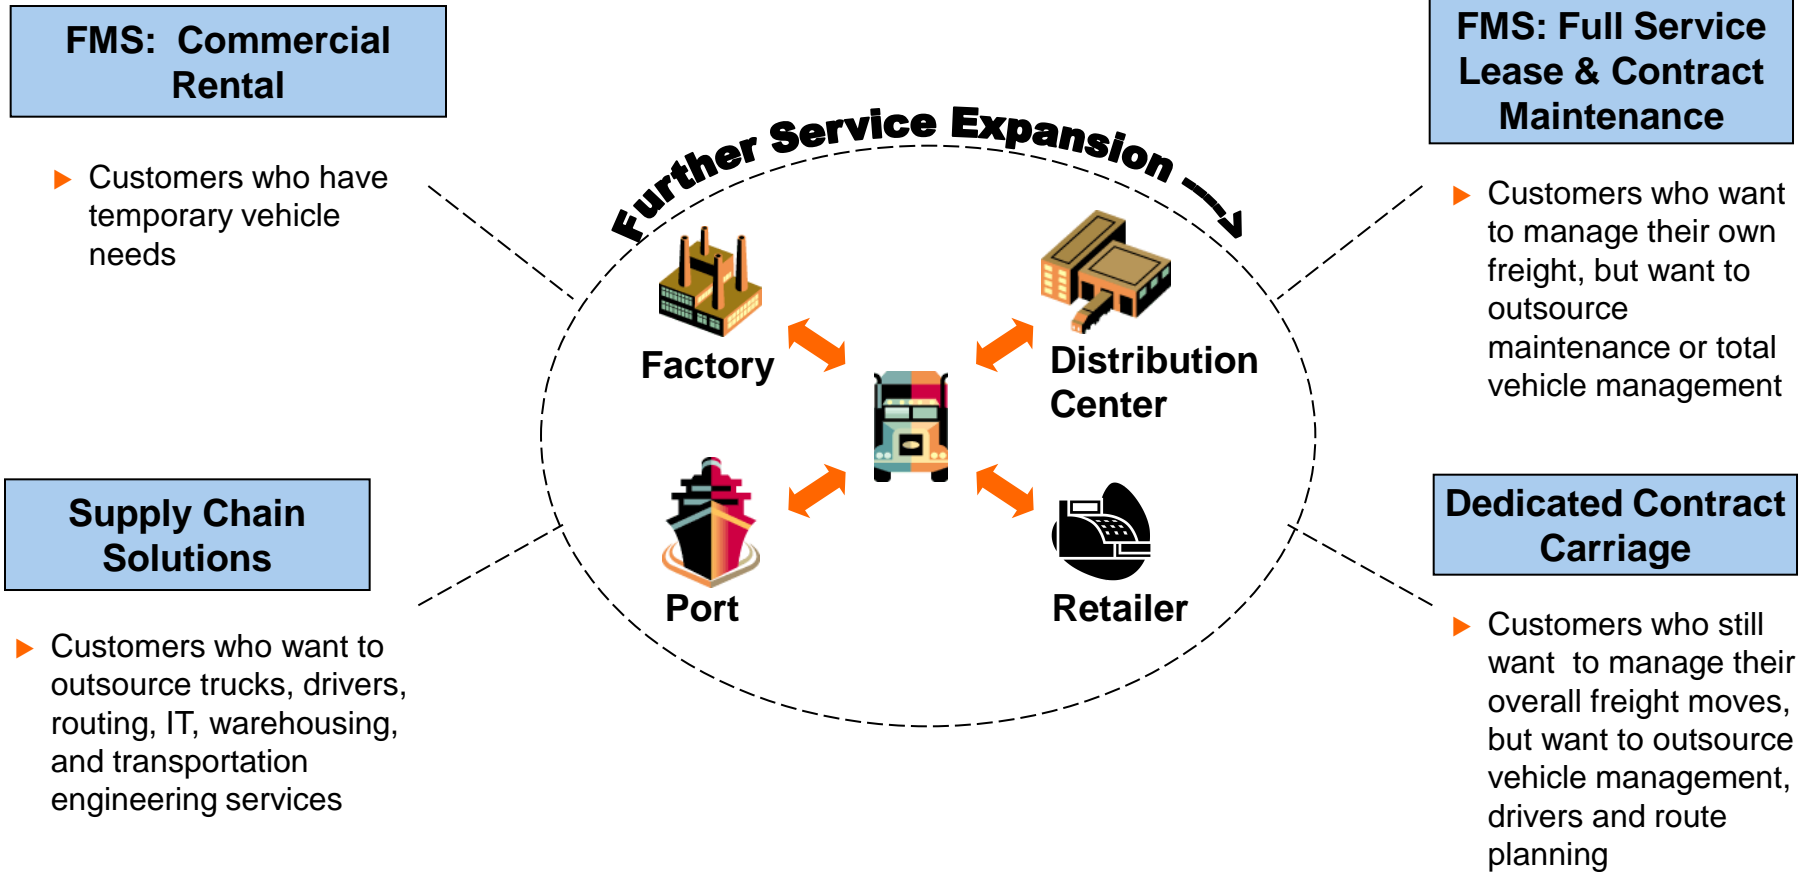 FMS:  Commercial
Rental
Customers who have
temporary vehicle
needs
Further Service Expansion
FMS: Full Service
Lease & Contract
Maintenance
Customers who want
to manage their own
freight, but want to
outsource
maintenance or total
vehicle management
Factory
Distribution
Center
Port
Retailer
Supply Chain
Solutions
Customers who want to
outsource trucks, drivers,
routing, IT, warehousing,
and transportation
engineering services
Dedicated Contract
Carriage
Customers who still
want  to manage their
overall freight moves,
but want to outsource
vehicle management,
drivers and route
planning